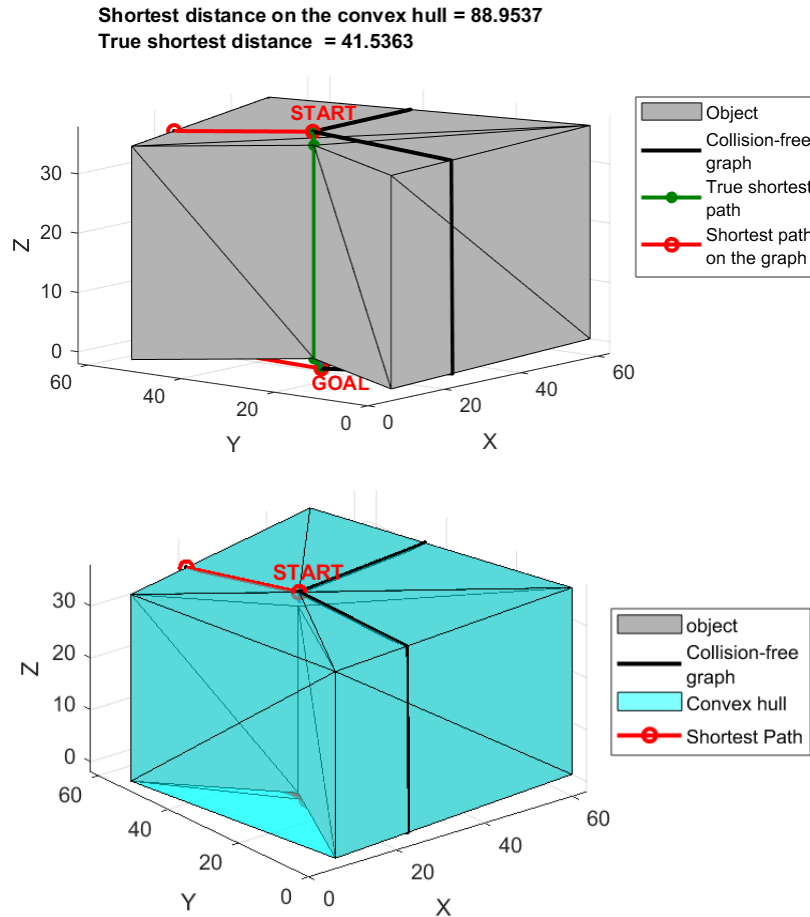 Shortest distance on the convex hull = 88.9537
True shortest distance = 41.5363
START
GOAL
Z
30
20
10
0
60
40
20
0
Y
0
20
40
60
X
Object
Collision-free
graph
True shortest
path
Shortest path
on the graph
START
Z
30
20
10
0
60
40
20
0
Y
0
20
40
60
X
object
Collision-free
graph
Convex hull
Shortest Path